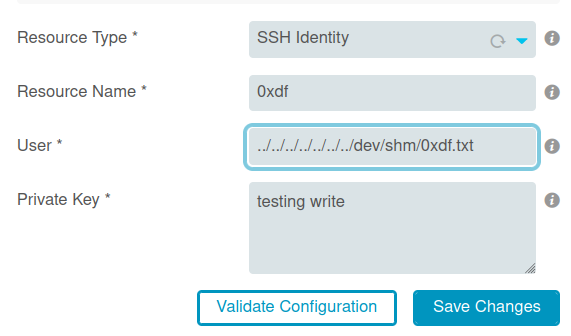 Resource Type * SSH Identity
Resource Name * 0xdf
User * ../../../../../../../dev/shm/0xdf.txt
Private Key * testing write
Validate Configuration Save Changes